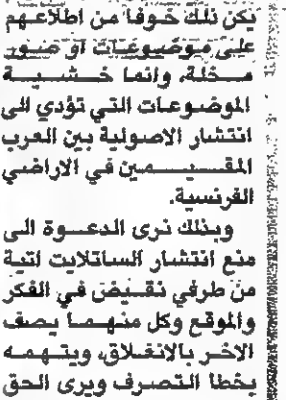 يكن ذلك خوفا من اطلاعهم
على موضوعات او صور
مخلة، وانما خشية
الموضوعات التي تؤدي الى
انتشار الاصولية بين العرب
المقسيمين في الاراضي
الفرنسية.
وبذلك نرى الدعوة الى
منع انتشار الساتلايت اتية
من طرفي نقيض في الفكر
والموقع وكل منهما يصف
الاخر بالانغلاق، ويتهمه
بخطا التصرف ويرى الحق